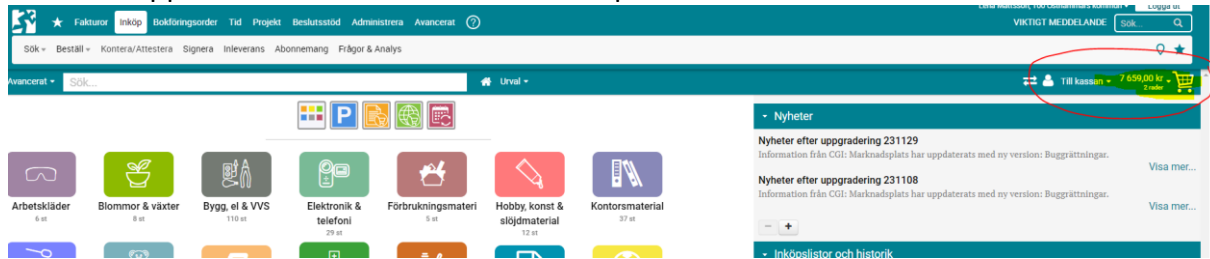 Lena Mattsson, 700 Östhammars kommun
Logga ut
Fakturor Inköp Bokföringsorder Tid Projekt Beslutsstöd Administrera Avancerat ?
VIKTIGT MEDDELANDE Sök...
Sök Beställ Kontera/Attestera Signera Inleverans Abonnemang Frågor & Analys
Avancerat Sök... Urval
Till kassan 7 659,00 kr
2 rader
P
Nyheter
Nyheter efter uppgradering 231129
Information från CGI: Marknadsplats har uppdaterats med ny version: Buggrättningar.
Visa mer...
Nyheter efter uppgradering 231108
Information från CGI: Marknadsplats har uppdaterats med ny version: Buggrättningar.
Visa mer...
- +
Inköpslistor och historik
Arbetskläder
6 st
Blommor & växter
8 st
Bygg, el & VVS
110 st
Elektronik &
telefoni
29 st
Förbrukningsmateri
5 st
Hobby, konst &
slöjdmaterial
12 st
Kontorsmaterial
37 st